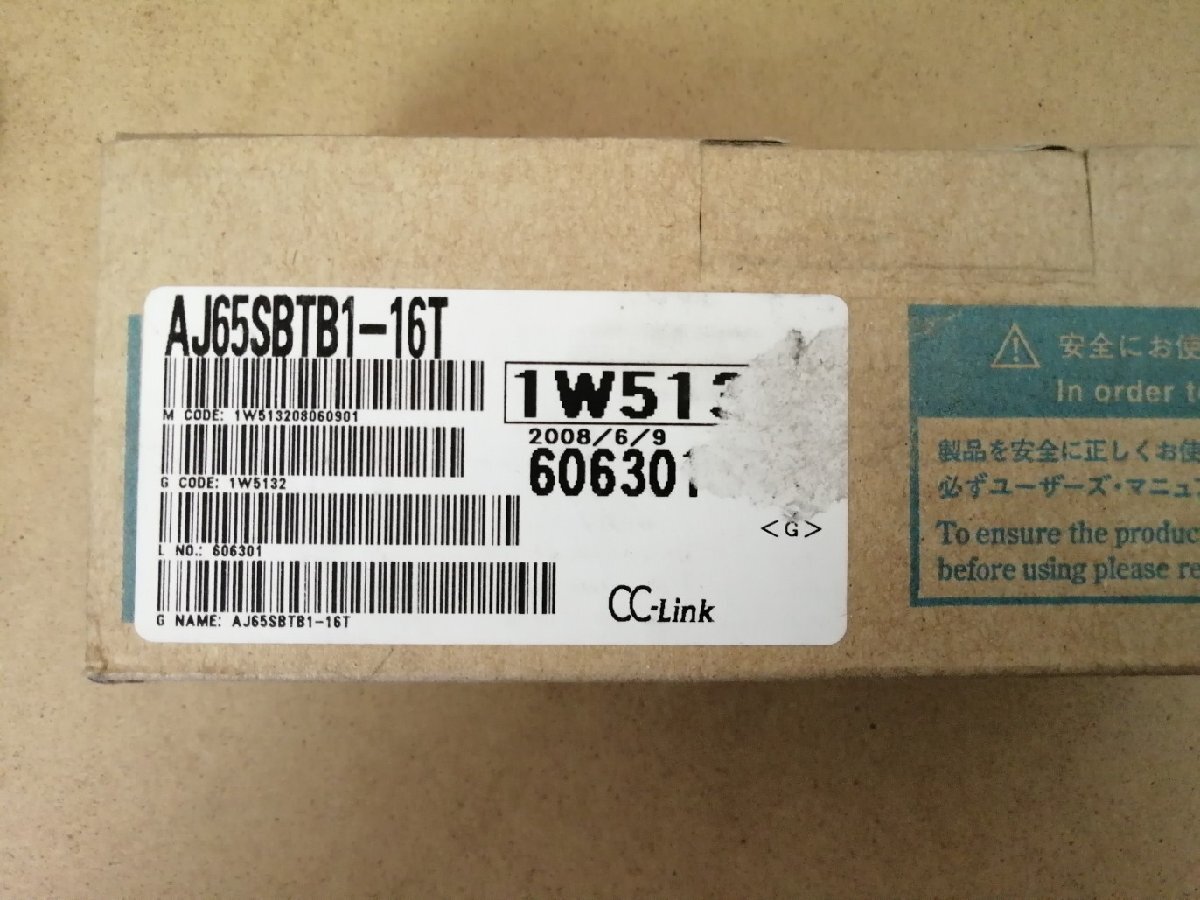 AJ65SBTB1-16T
M CODE: 1W513208060901
G CODE: 1W5132
L NO.: 606301
G NAME: AJ65SBTB1-16T
1W513
2008/6/9
606301
<G>
CC-Link
安全にお使
In order t
製品を安全に正しくお使
必ずユーザーズ・マニュ
To ensure the produc
before using please re